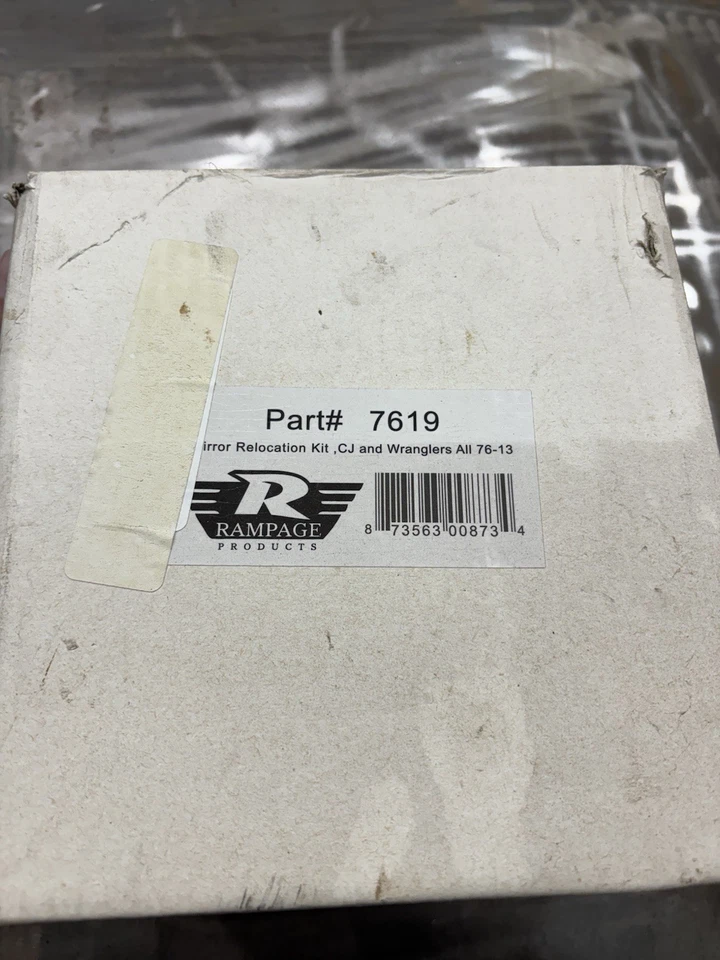 Part# 7619
irror Relocation Kit ,CJ and Wranglers All 76-13
R
RAMPAGE
PRODUCTS
8 73563 00873 4